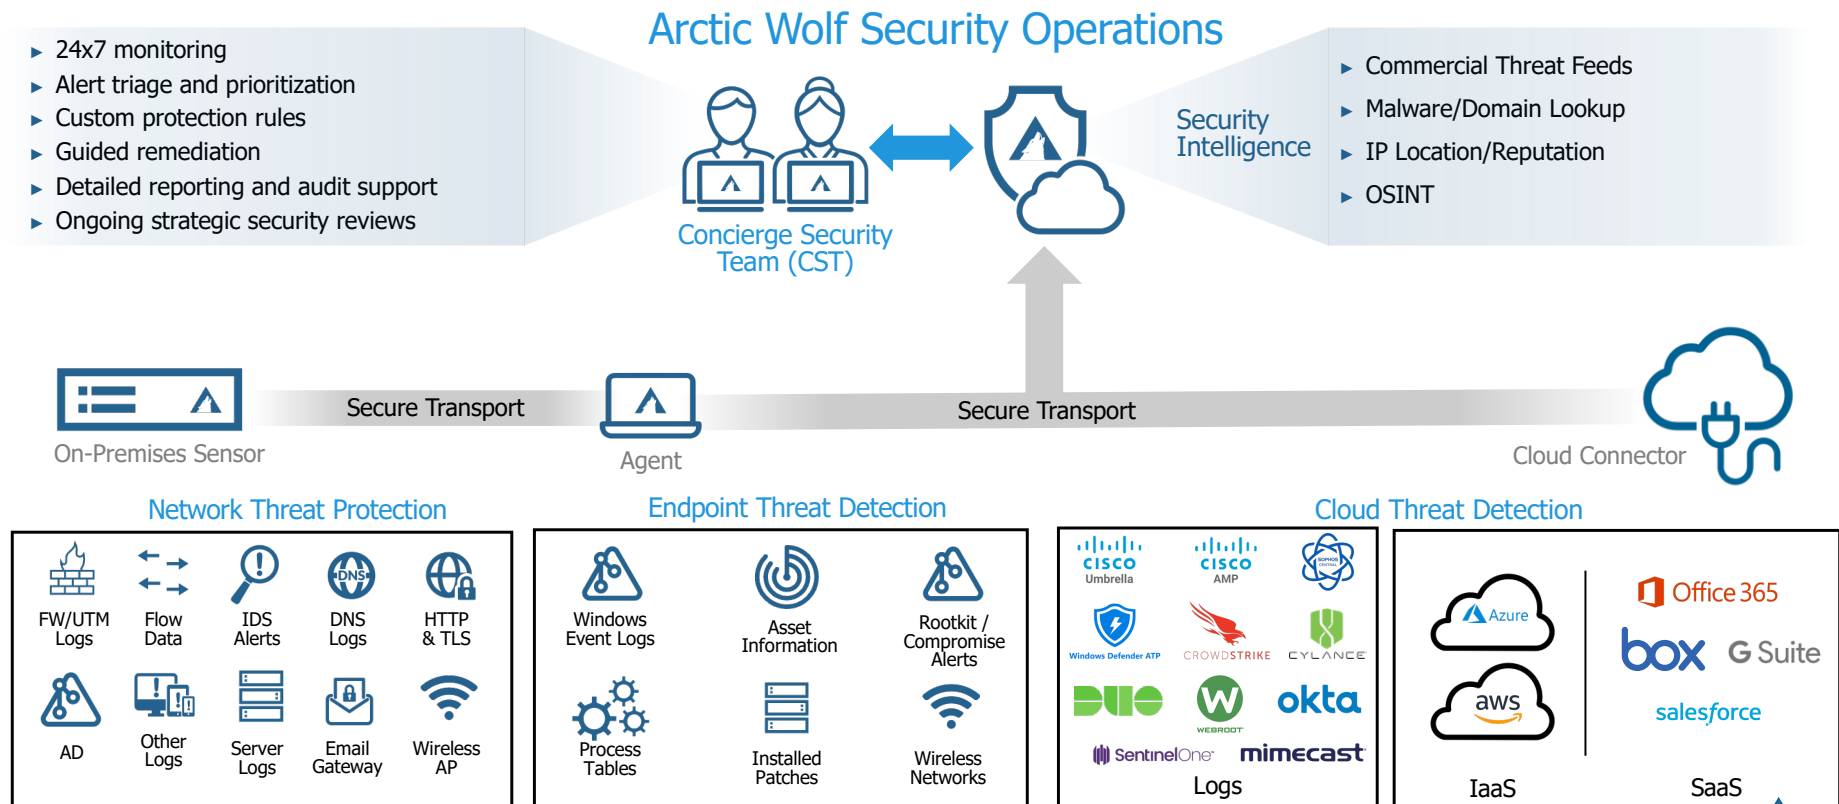 Arctic Wolf Security Operations
► 24x7 monitoring
► Alert triage and prioritization
► Custom protection rules
► Guided remediation
► Detailed reporting and audit support
► Ongoing strategic security reviews
Concierge Security
Team (CST)
Security
Intelligence
► Commercial Threat Feeds
► Malware/Domain Lookup
► IP Location/Reputation
► OSINT
On-Premises Sensor
Secure Transport
Agent
Secure Transport
Cloud Connector
Network Threat Protection
FW/UTM
Logs
Flow
Data
IDS
Alerts
DNS
DNS
Logs
HTTP
& TLS
AD
Other
Logs
Server
Logs
Email
Gateway
Wireless
AP
Endpoint Threat Detection
Windows
Event Logs
Asset
Information
Rootkit /
Compromise
Alerts
Process
Tables
Installed
Patches
Wireless
Networks
Cloud Threat Detection
CISCO
Umbrella
CISCO
AMP
SOPHOS
CENTRAL
Windows Defender ATP
CROWDSTRIKE
CYLANCE
DUO
W
WEBROOT
okta
SentinelOne
mimecast
Logs
Azure
aws
IaaS
Office 365
box
G Suite
salesforce
SaaS